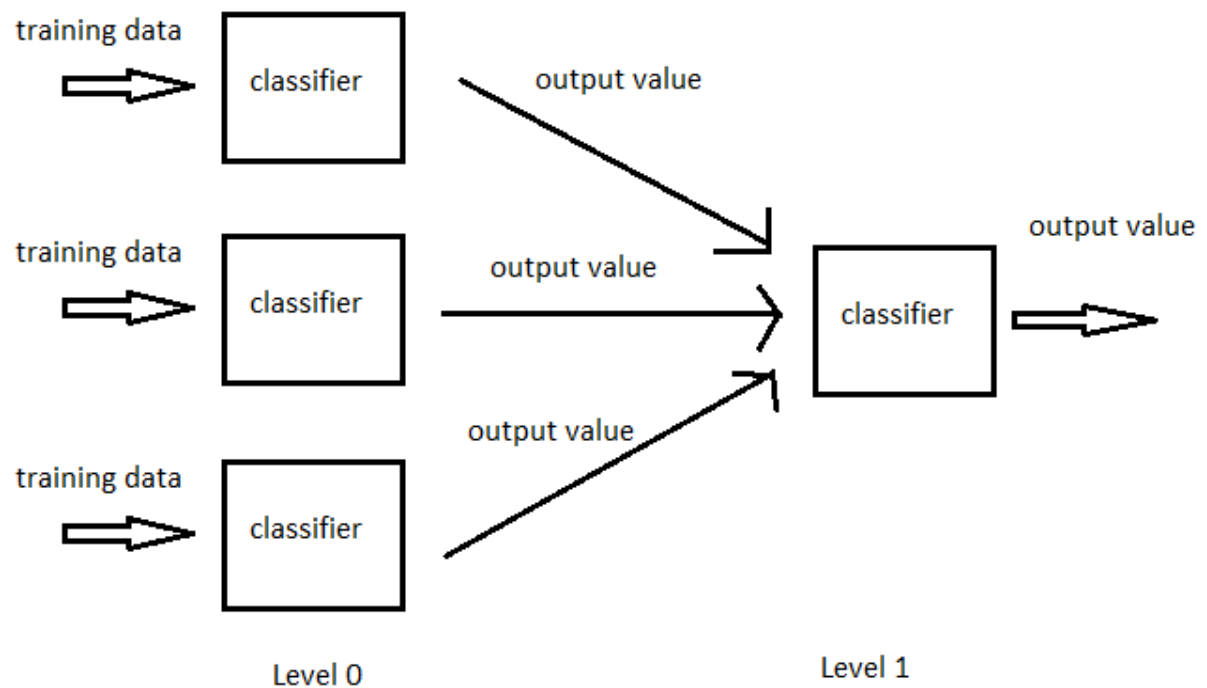 training data
classifier
output value
training data
classifier
output value
output value
classifier
output value
training data
classifier
Level 0
Level 1